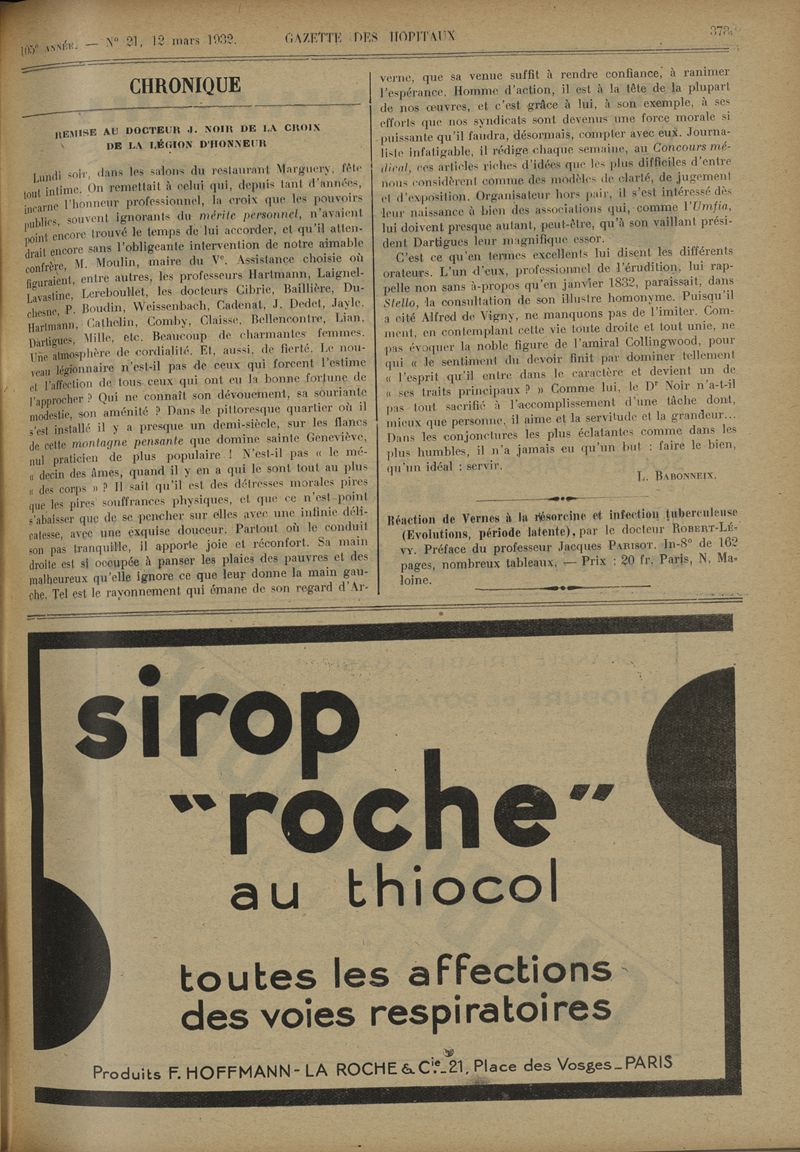 105e ANNÉE. — N° 21, 12 mars 1932.
GAZETTE DES HOPITAUX
CHRONIQUE
REMISE AU DOCTEUR J. NOIR DE LA CROIX
DE LA LÉGION D'HONNEUR
Lundi soir, dans les salons du restaurant Marguery, fête
tout intime. On remettait à celui qui, depuis tant d'années,
incarne l'honneur professionnel, la croix que les pouvoirs
publics, souvent ignorants du mérite personnel, n'avaient
point encore trouvé le temps de lui accorder, et qu'il atten-
drait encore sans l'obligeante intervention de notre aimable
confrère, M. Moulin, maire du Ve. Assistance choisie où
figuraient, entre autres, les professeurs Hartmann, Laignel-
Lavastine, Lereboullet, les docteurs Gibrie, Baillière, Du-
chesne, P. Boudin, Weissenbach, Cadenat, J. Dedet, Jayle,
Hartmann, Cathelin, Comby, Claisse, Bellencontre, Lian,
Dartigues, Mille, etc. Beaucoup de charmantes femmes.
Une atmosphère de cordialité. Et, aussi, de fierté. Le nou-
veau légionnaire n'est-il pas de ceux qui forcent l'estime
et l'affection de tous ceux qui ont eu la bonne fortune de
l'approcher ? Qui ne connaît son dévouement, sa souriante
modestie, son aménité ? Dans le pittoresque quartier où il
s'est installé il y a presque un demi-siècle, sur les flancs
de cette montagne pensante que domine sainte Geneviève,
nul praticien de plus populaire ! N'est-il pas « le mé-
« decin des âmes, quand il y en a qui le sont tout au plus
« des corps » ? Il sait qu'il est des détresses morales pires
que les pires souffrances physiques, et que ce n'est point
s'abaisser que de se pencher sur elles avec une infinie déli-
catesse, avec une exquise douceur. Partout où le conduit
son pas tranquille, il apporte joie et réconfort. Sa main
droite est si occupée à panser les plaies des pauvres et des
malheureux qu'elle ignore ce que leur donne la main gau-
che. Tel est le rayonnement qui émane de son regard d'Ar-
verne, que sa venue suffit à rendre confiance, à ranimer
l'espérance. Homme d'action, il est à la tête de la plupart
de nos œuvres, et c'est grâce à lui, à son exemple, à ses
efforts que nos syndicats sont devenus une force morale si
puissante qu'il faudra, désormais, compter avec eux. Journa-
liste infatigable, il rédige chaque semaine, au Concours mé-
dical, ces articles riches d'idées que les plus difficiles d'entre
nous considèrent comme des modèles de clarté, de jugement
et d'exposition. Organisateur hors pair, il s'est intéressé dès
leur naissance à bien des associations qui, comme l'Umfia,
lui doivent presque autant, peut-être, qu'à son vaillant prési-
dent Dartigues leur magnifique essor.
C'est ce qu'en termes excellents lui disent les différents
orateurs. L'un d'eux, professionnel de l'érudition, lui rap-
pelle non sans à-propos qu'en janvier 1832, paraissait, dans
Stello, la consultation de son illustre homonyme. Puisqu'il
a cité Alfred de Vigny, ne manquons pas de l'imiter. Com-
ment, en contemplant cette vie toute droite et tout unie, ne
pas évoquer la noble figure de l'amiral Collingwood, pour
qui « le sentiment du devoir finit par dominer tellement
« l'esprit qu'il entre dans le caractère et devient un de
« ses traits principaux ? » Comme lui, le Dr Noir n'a-t-il
pas tout sacrifié à l'accomplissement d'une tâche dont,
mieux que personne, il aime et la servitude et la grandeur...
Dans les conjonctures les plus éclatantes comme dans les
plus humbles, il n'a jamais eu qu'un but : faire le bien,
qu'un idéal : servir.
L. BABONNEIX.
Réaction de Vernes à la résorcine et infection tuberculeuse
(Evolutions, période latente), par le docteur ROBERT-LÉ-
VY. Préface du professeur Jacques PARISOT. In-8° de 162
pages, nombreux tableaux. — Prix : 20 fr. Paris, N. Ma-
loine.
sirop
"roche"
au thiocol
toutes les affections
des voies respiratoires
Produits F. HOFFMANN-LA ROCHE & Cie_21, Place des Vosges_PARIS